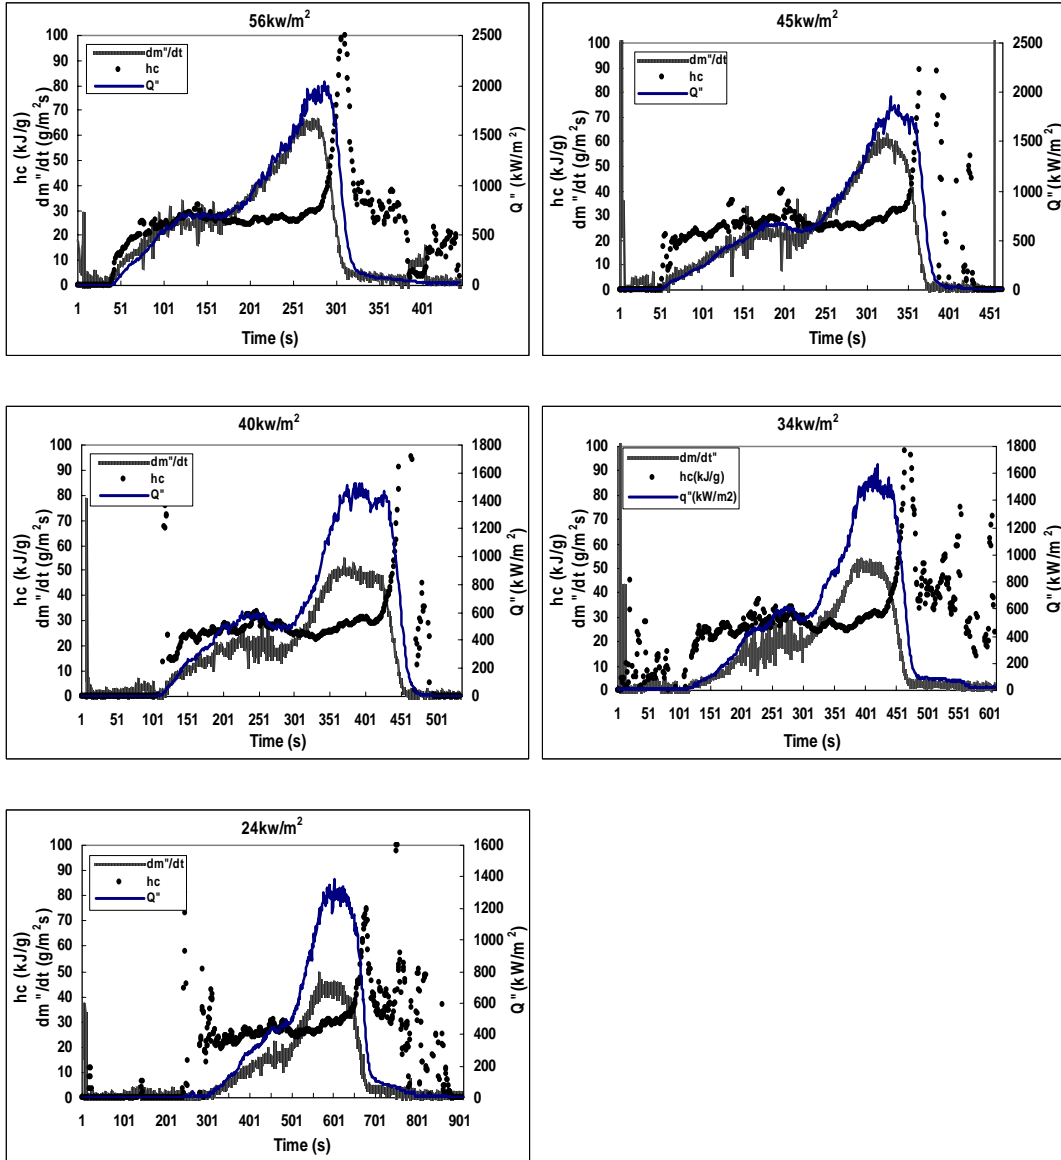 56kw/m²
hc (kJ/g)
dm"/dt (g/m²s)
100
90
80
70
60
50
40
30
20
10
0
dm"/dt
hc
Q"
2500
2000
1500
1000
500
0
Q" (kW/m²)
1 51 101 151 201 251 301 351 401
Time (s)
45kw/m²
hc (kJ/g)
dm"/dt (g/m²s)
100
90
80
70
60
50
40
30
20
10
0
dm"/dt
hc
Q"
2500
2000
1500
1000
500
0
Q" (kW/m²)
1 51 101 151 201 251 301 351 401 451
Time (s)
40kw/m²
hc (kJ/g)
dm"/dt (g/m²s)
100
90
80
70
60
50
40
30
20
10
0
dm"/dt
hc
Q"
1800
1600
1400
1200
1000
800
600
400
200
0
Q" (kW/m²)
1 51 101 151 201 251 301 351 401 451 501
Time (s)
34kw/m²
hc (kJ/g)
dm"/dt (g/m²s)
100
90
80
70
60
50
40
30
20
10
0
dm/dt"
hc(kJ/g)
q"(kW/m2)
1800
1600
1400
1200
1000
800
600
400
200
0
Q" (kW/m²)
1 51 101 151 201 251 301 351 401 451 501 551 601
Time (s)
24kw/m²
hc (kJ/g)
dm"/dt (g/m²s)
100
90
80
70
60
50
40
30
20
10
0
dm"/dt
hc
Q"
1600
1400
1200
1000
800
600
400
200
0
Q" (kW/m²)
1 101 201 301 401 501 601 701 801 901
Time (s)